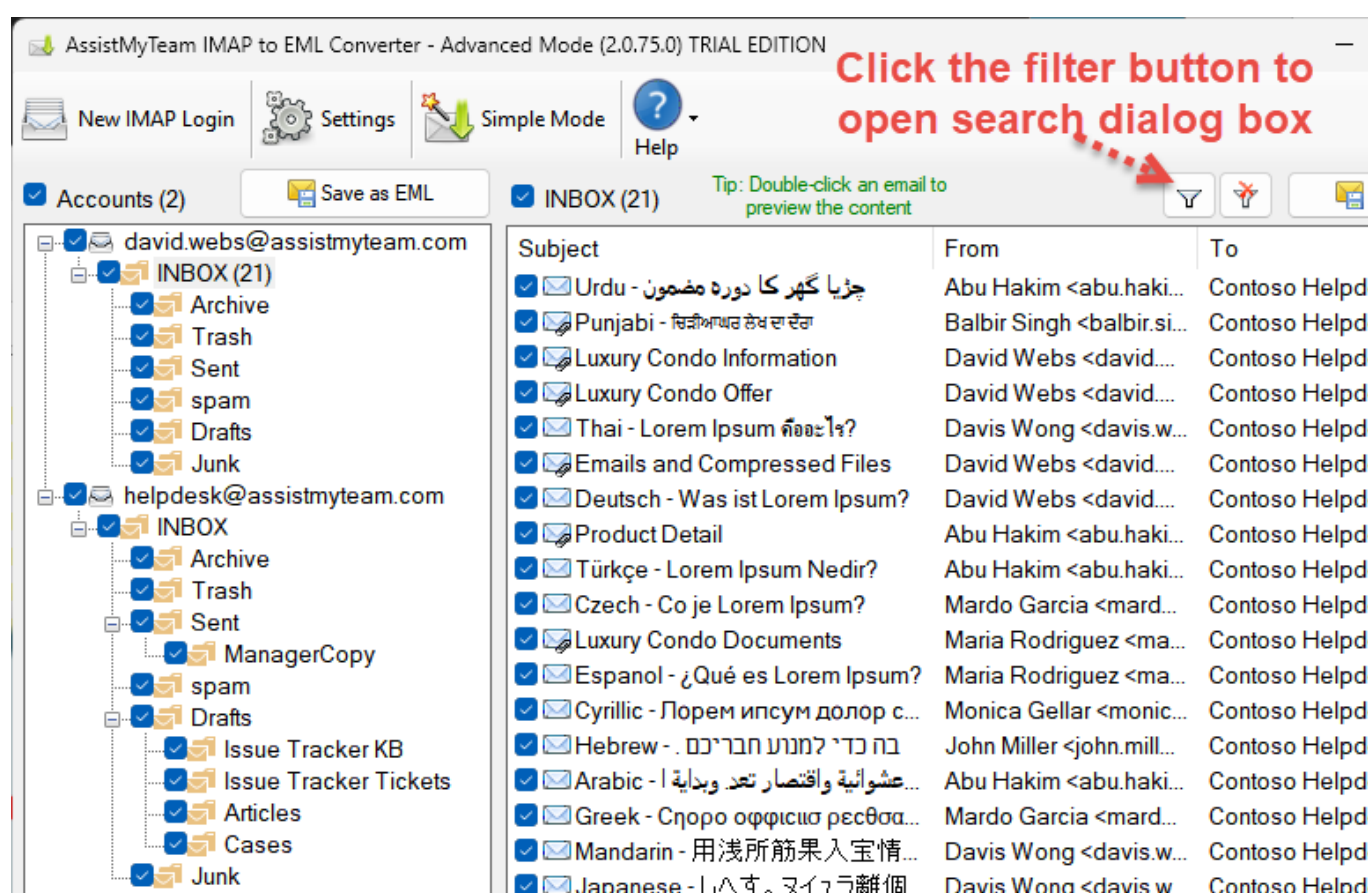 AssistMyTeam IMAP to EML Converter - Advanced Mode (2.0.75.0) TRIAL EDITION
Click the filter button to
open search dialog box
New IMAP Login
Settings
Simple Mode
Help
Accounts (2)
Save as EML
INBOX (21)
Tip: Double-click an email to
preview the content
david.webs@assistmyteam.com
INBOX (21)
Archive
Trash
Sent
spam
Drafts
Junk
helpdesk@assistmyteam.com
INBOX
Archive
Trash
Sent
ManagerCopy
spam
Drafts
Issue Tracker KB
Issue Tracker Tickets
Articles
Cases
Junk
Subject From To
Urdu - چڑیا گھر کا دورہ مضمون Abu Hakim <abu.haki... Contoso Helpd
Punjabi - ਚਿੜੀਆਘਰ ਲੇਖ ਦਾ ਦੌਰਾ Balbir Singh <balbir.si... Contoso Helpd
Luxury Condo Information David Webs <david.... Contoso Helpd
Luxury Condo Offer David Webs <david.... Contoso Helpd
Thai - Lorem Ipsum คืออะไร? Davis Wong <davis.w... Contoso Helpd
Emails and Compressed Files David Webs <david.... Contoso Helpd
Deutsch - Was ist Lorem Ipsum? David Webs <david.... Contoso Helpd
Product Detail Abu Hakim <abu.haki... Contoso Helpd
Türkçe - Lorem Ipsum Nedir? Abu Hakim <abu.haki... Contoso Helpd
Czech - Co je Lorem Ipsum? Mardo Garcia <mard... Contoso Helpd
Luxury Condo Documents Maria Rodriguez <ma... Contoso Helpd
Espanol - ¿Qué es Lorem Ipsum? Maria Rodriguez <ma... Contoso Helpd
Cyrillic - Лорем ипсум долор с... Monica Gellar <monic... Contoso Helpd
Hebrew - . בה כדי למנוע חבריכם John Miller <john.mill... Contoso Helpd
Arabic - عشوائية واقتصار تعد. وبداية ا... Abu Hakim <abu.haki... Contoso Helpd
Greek - Cηορο οφφιcιισ ρεcθσα... Mardo Garcia <mard... Contoso Helpd
Mandarin - 用浅所筋果入宝情... Davis Wong <davis.w... Contoso Helpd
Japanese - Davis Wong <davis.w... Contoso Helpd